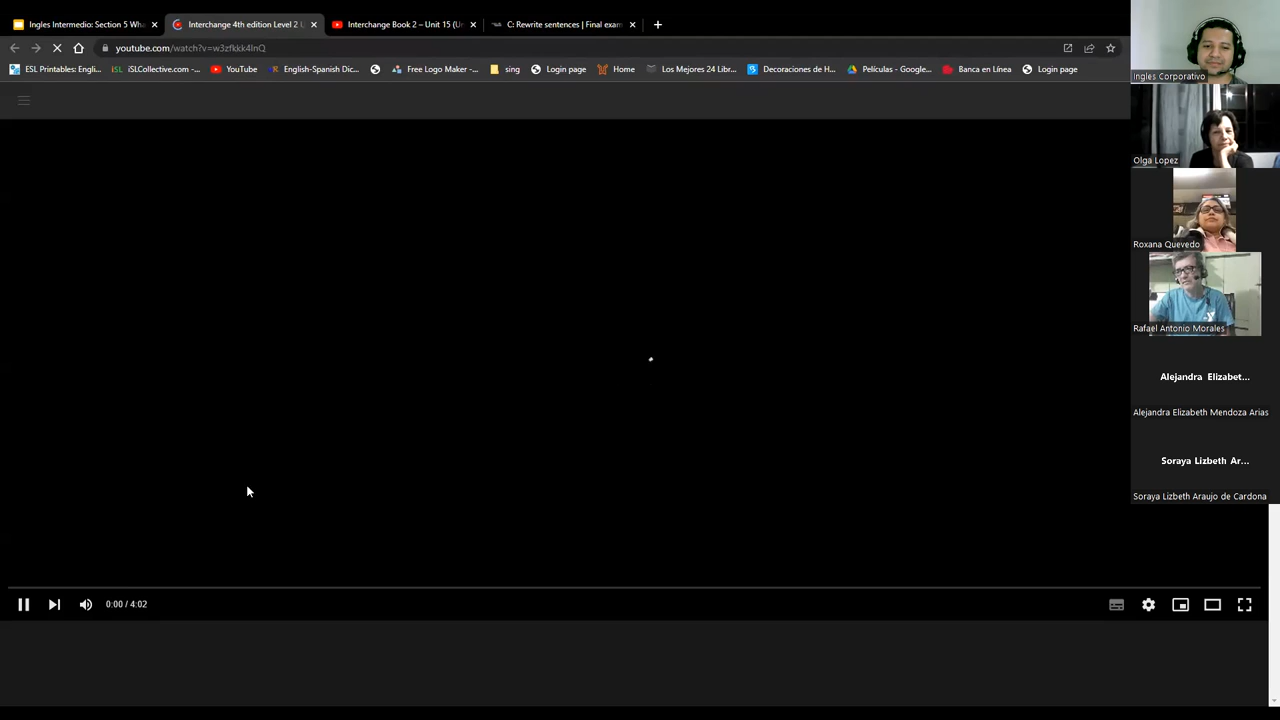 Ingles Intermedio: Section 5 Wha
Interchange 4th edition Level 2 U
Interchange Book 2 – Unit 15 (U
C: Rewrite sentences | Final exam
youtube.com/watch?v=w3zfkkk4lnQ
ESL Printables: Engli...
iSLCollective.com -...
YouTube
English-Spanish Dic...
Free Logo Maker -...
sing
Login page
Home
Los Mejores 24 Libr...
Decoraciones de H...
Películas - Google...
Banca en Línea
Login page
0:00 / 4:02
Ingles Corporativo
Olga Lopez
Roxana Quevedo
Rafael Antonio Morales
Alejandra Elizabet...
Alejandra Elizabeth Mendoza Arias
Soraya Lizbeth Ar...
Soraya Lizbeth Araujo de Cardona